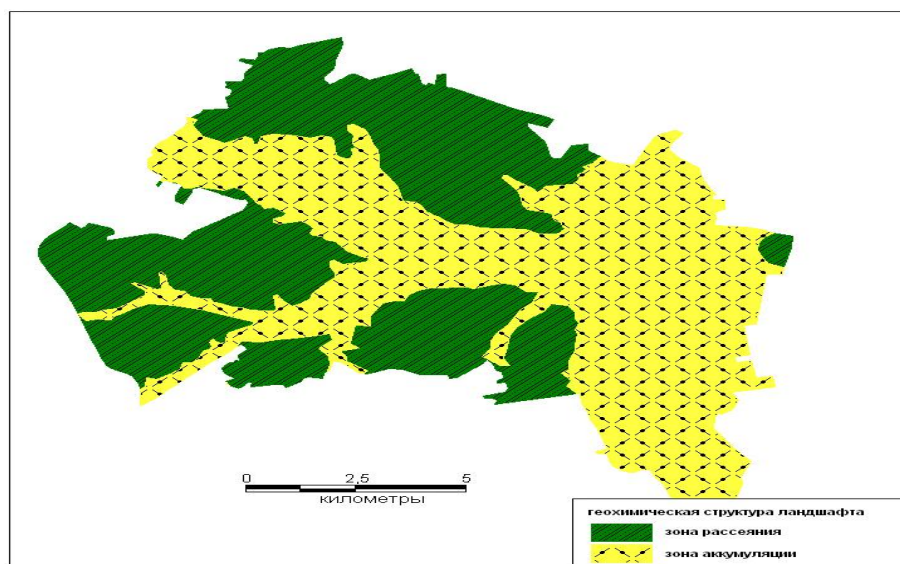 0 2,5 5
километры
геохимическая структура ландшафта
зона рассеяния
зона аккумуляции